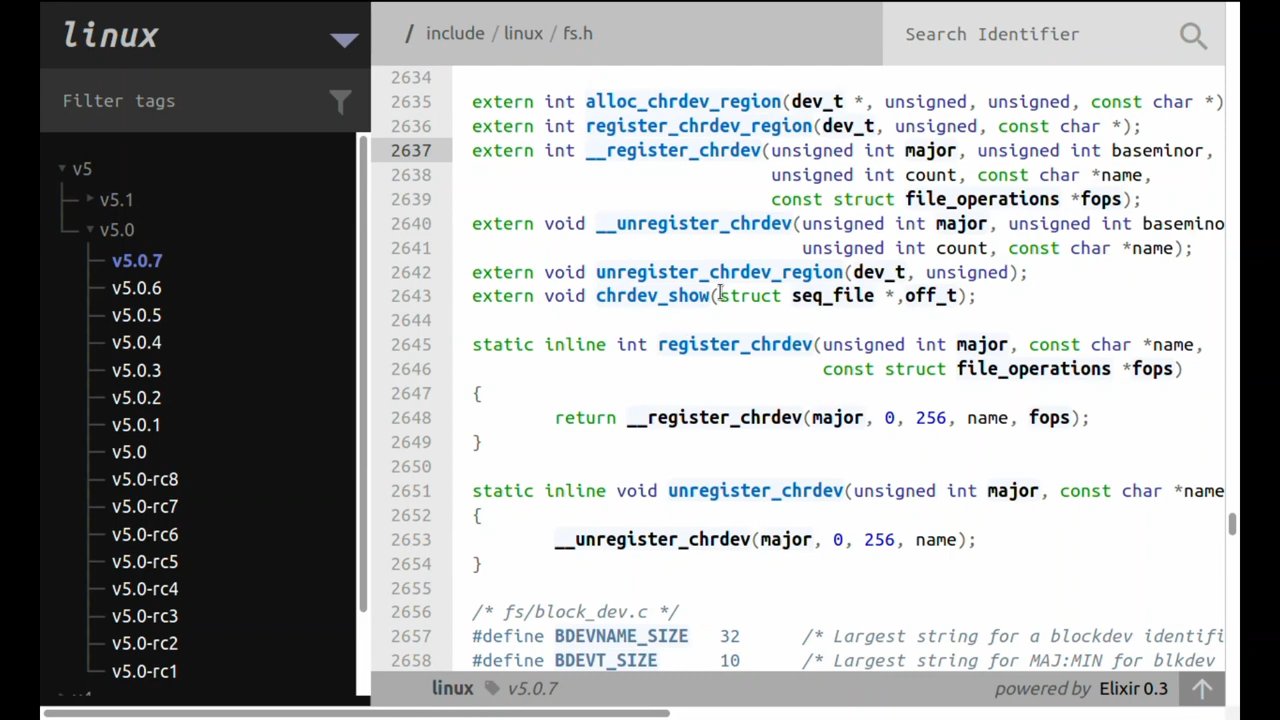 linux
/ include / linux / fs.h
Search Identifier
Filter tags
v5
v5.1
v5.0
v5.0.7
v5.0.6
v5.0.5
v5.0.4
v5.0.3
v5.0.2
v5.0.1
v5.0
v5.0-rc8
v5.0-rc7
v5.0-rc6
v5.0-rc5
v5.0-rc4
v5.0-rc3
v5.0-rc2
v5.0-rc1
2634
2635 extern int alloc_chrdev_region(dev_t *, unsigned, unsigned, const char *)
2636 extern int register_chrdev_region(dev_t, unsigned, const char *);
2637 extern int __register_chrdev(unsigned int major, unsigned int baseminor,
2638 unsigned int count, const char *name,
2639 const struct file_operations *fops);
2640 extern void __unregister_chrdev(unsigned int major, unsigned int basemino
2641 unsigned int count, const char *name);
2642 extern void unregister_chrdev_region(dev_t, unsigned);
2643 extern void chrdev_show(struct seq_file *,off_t);
2644
2645 static inline int register_chrdev(unsigned int major, const char *name,
2646 const struct file_operations *fops)
2647 {
2648 return __register_chrdev(major, 0, 256, name, fops);
2649 }
2650
2651 static inline void unregister_chrdev(unsigned int major, const char *name
2652 {
2653 __unregister_chrdev(major, 0, 256, name);
2654 }
2655
2656 /* fs/block_dev.c */
2657 #define BDEVNAME_SIZE 32 /* Largest string for a blockdev identifi
2658 #define BDEVT_SIZE 10 /* Largest string for MAJ:MIN for blkdev
linux v5.0.7
powered by Elixir 0.3